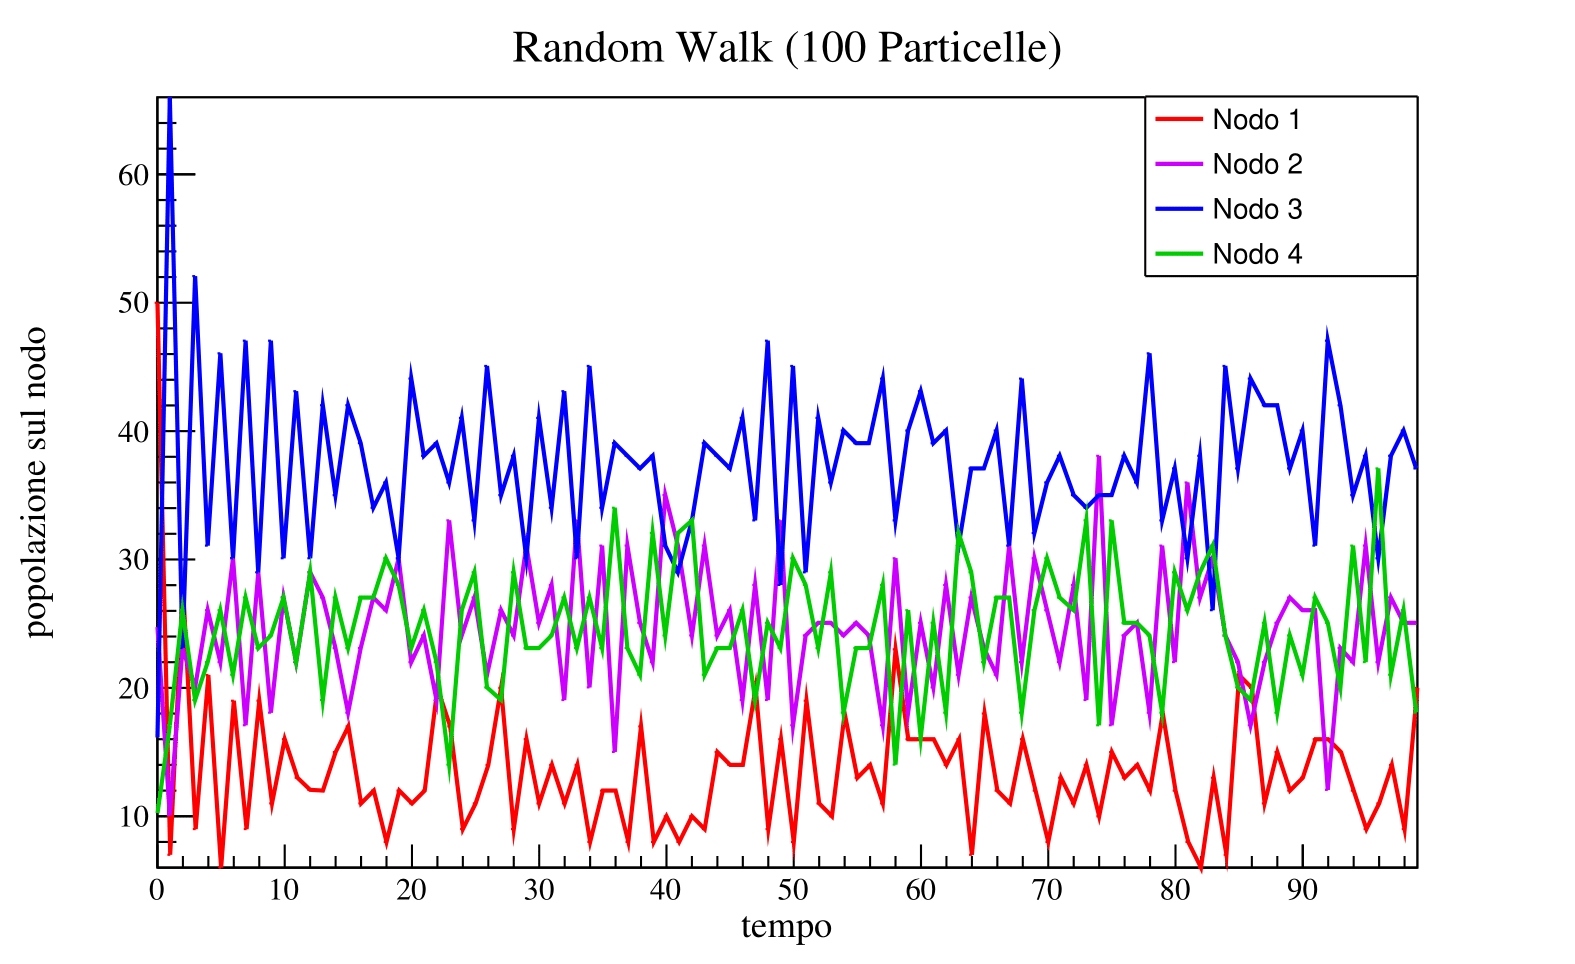 Random Walk (100 Particelle)
Nodo 1
Nodo 2
Nodo 3
Nodo 4
popolazione sul nodo
60
50
40
30
20
10
0 10 20 30 40 50 60 70 80 90
tempo